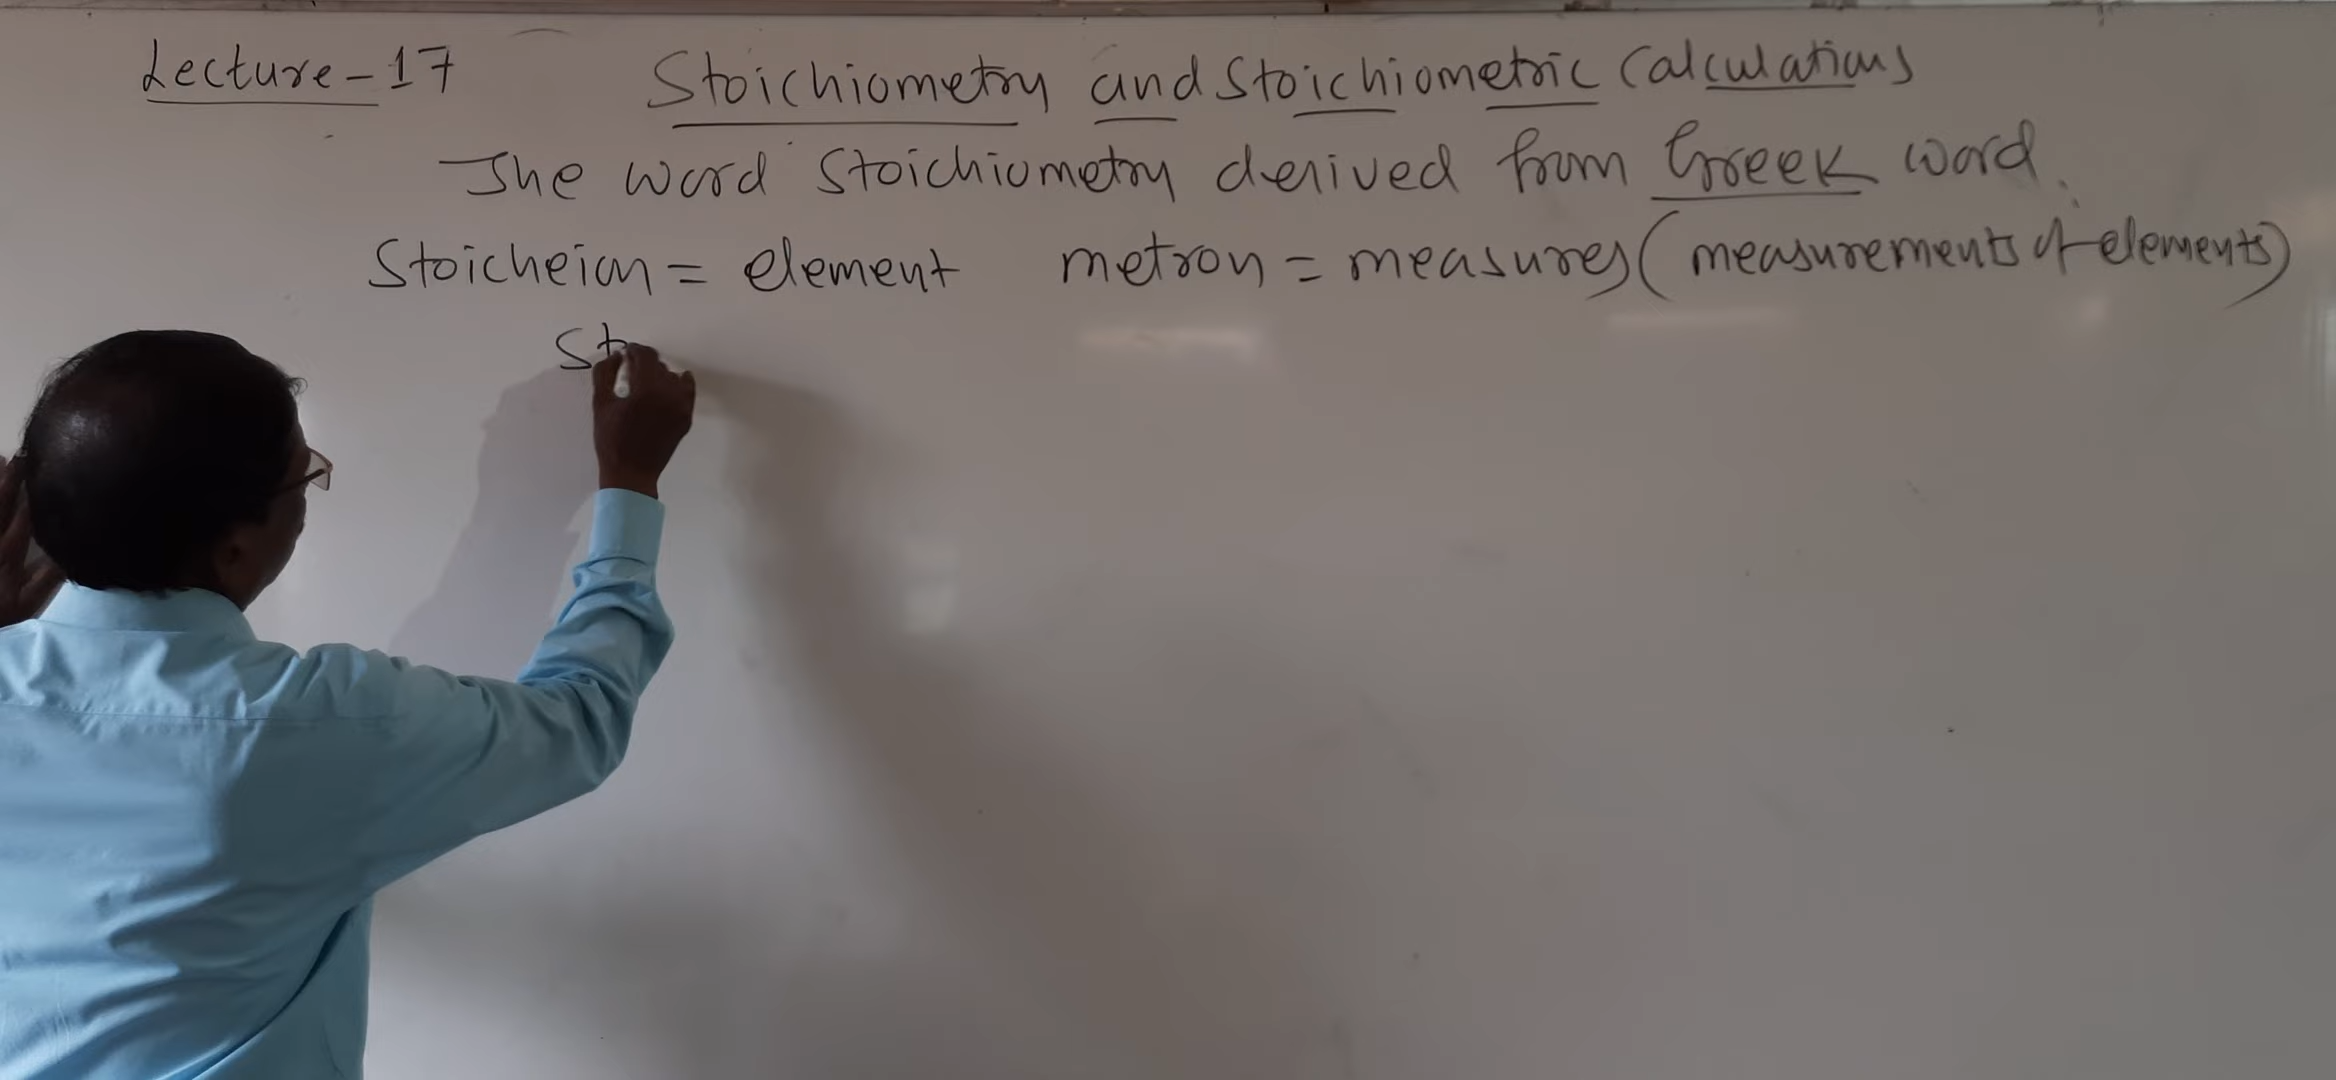 Lecture-17 Stoichiometry and Stoichiometric Calculations
The word Stoichiometry derived from Greek word.
Stoicheion = element metron = measures (measurements of elements)
St